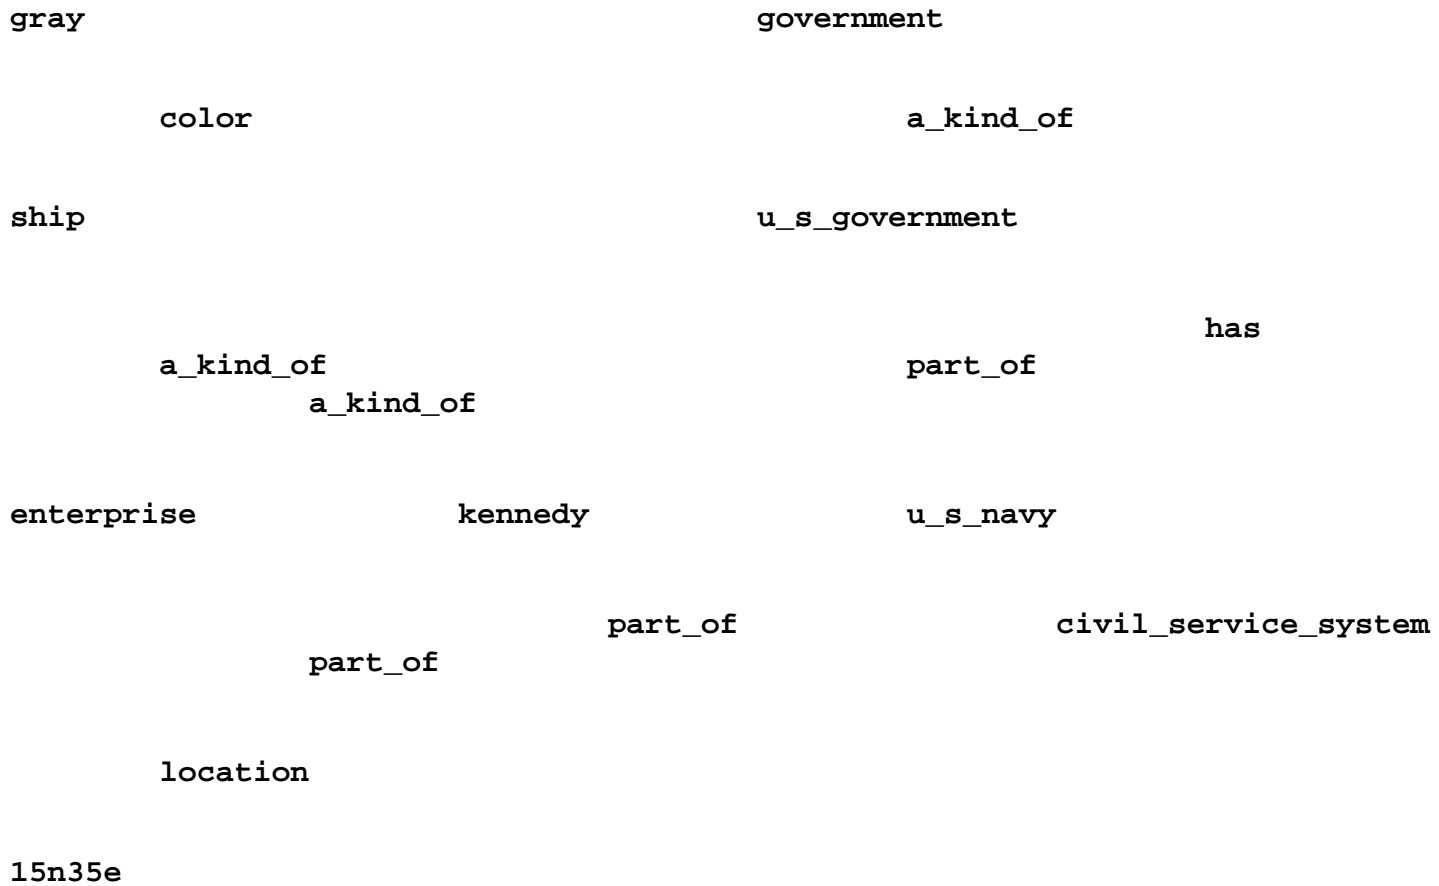 gray government
color a_kind_of
ship u_s_government
has
a_kind_of part_of
a_kind_of
enterprise kennedy u_s_navy
part_of civil_service_system
part_of
location
15n35e